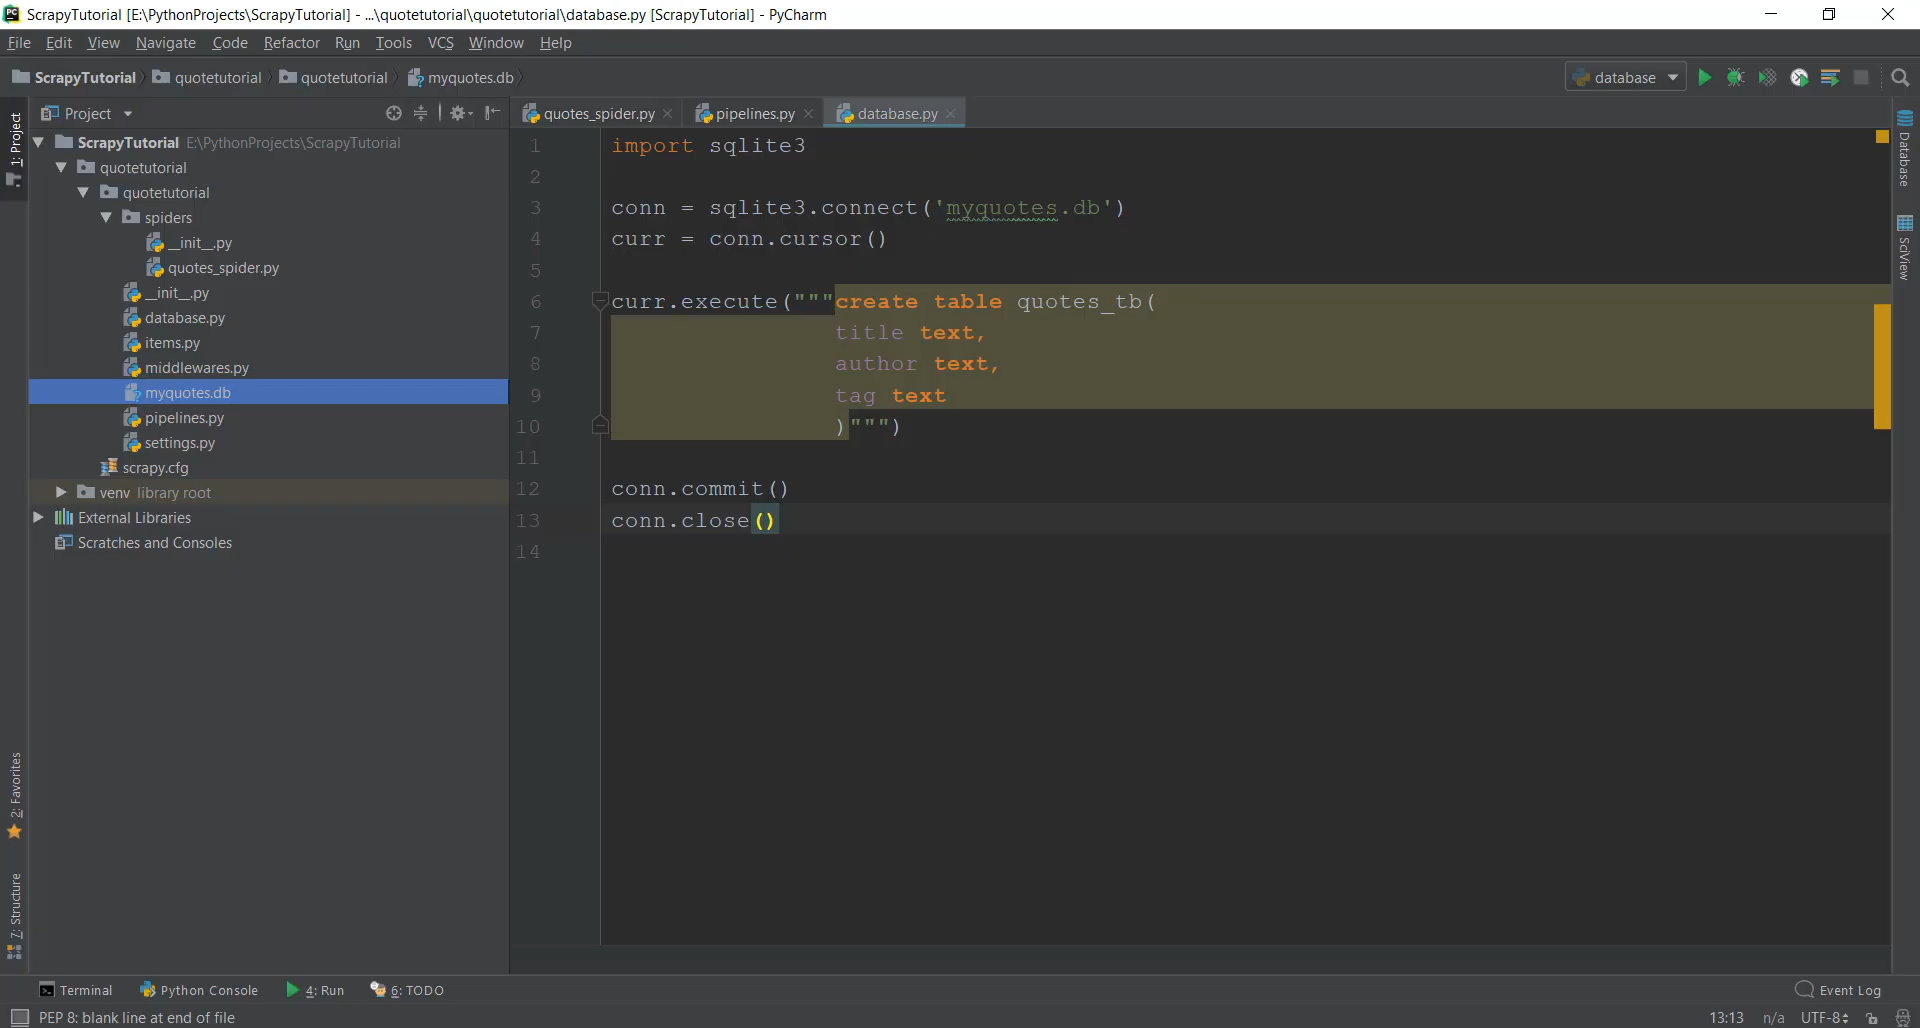 ScrapyTutorial [E:\PythonProjects\ScrapyTutorial] - ...\quotetutorial\quotetutorial\database.py [ScrapyTutorial] - PyCharm
File Edit View Navigate Code Refactor Run Tools VCS Window Help
ScrapyTutorial quotetutorial quotetutorial myquotes.db database
Project
quotes_spider.py pipelines.py database.py
1: Project
ScrapyTutorial E:\PythonProjects\ScrapyTutorial
quotetutorial
quotetutorial
spiders
__init__.py
quotes_spider.py
__init__.py
database.py
items.py
middlewares.py
myquotes.db
pipelines.py
settings.py
scrapy.cfg
venv library root
External Libraries
Scratches and Consoles
2: Favorites
7: Structure
1 import sqlite3
2
3 conn = sqlite3.connect('myquotes.db')
4 curr = conn.cursor()
5
6 curr.execute("""create table quotes_tb(
7 title text,
8 author text,
9 tag text
10 )""")
11
12 conn.commit()
13 conn.close()
14
Database
SciView
Terminal Python Console 4: Run 6: TODO Event Log
PEP 8: blank line at end of file 13:13 n/a UTF-8